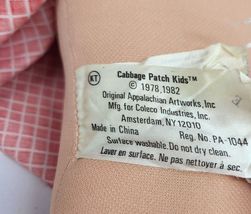 KT
Cabbage Patch Kids™
© 1978,1982
Original Appalachian Artworks, Inc
Mfg. for Coleco Industries, Inc.
Amsterdam, NY 12010
Made in China
Reg. No. PA-1044
Surface washable. Do not dry clean.
Laver en surface. Ne pas nettoyer à sec.